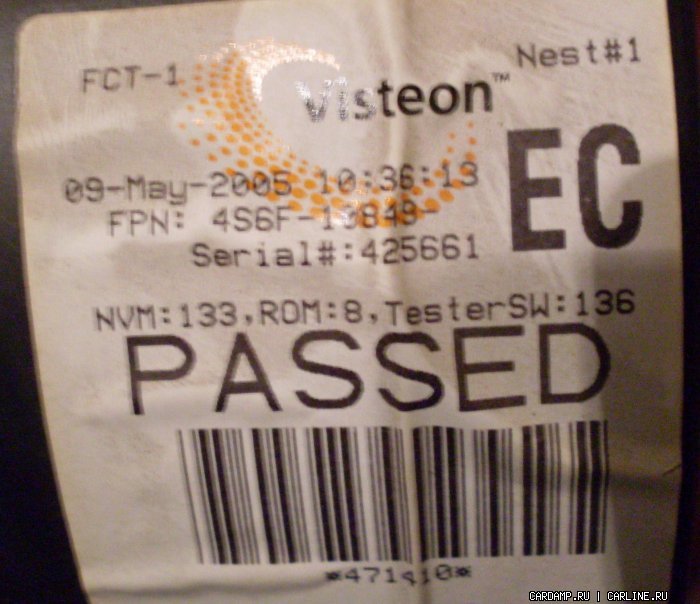 Nest#1
FCT-1
Visteon™
EC
09-May-2005 10:36:13
FPN: 4S6F-10849-
Serial#:425661
NVM:133,ROM:8,TesterSW:136
PASSED
CARDAMP.RU | CARLINE.RU